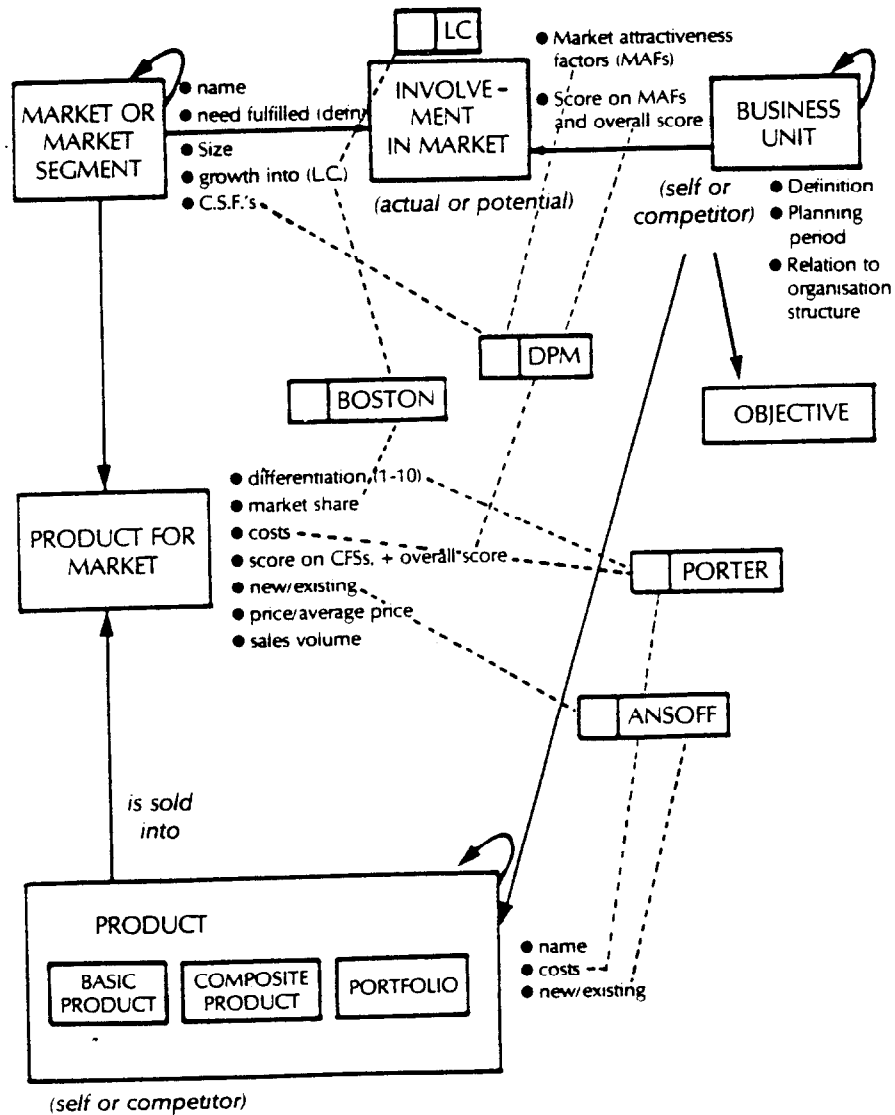 LC
● Market attractiveness
factors (MAFs)
● Score on MAFs
and overall score
MARKET OR
MARKET
SEGMENT
● name
● need fulfilled (defn)
● Size
● growth into (L.C.)
● C.S.F.'s
INVOLVE-
MENT
IN MARKET
(actual or potential)
BUSINESS
UNIT
(self or
competitor)
● Definition
● Planning
period
● Relation to
organisation
structure
DPM
BOSTON
OBJECTIVE
PRODUCT FOR
MARKET
● differentiation (1-10)
● market share
● costs
● score on CFSs, + overall score
● new/existing
● price/average price
● sales volume
PORTER
ANSOFF
is sold
into
PRODUCT
BASIC
PRODUCT
COMPOSITE
PRODUCT
PORTFOLIO
● name
● costs
● new/existing
(self or competitor)